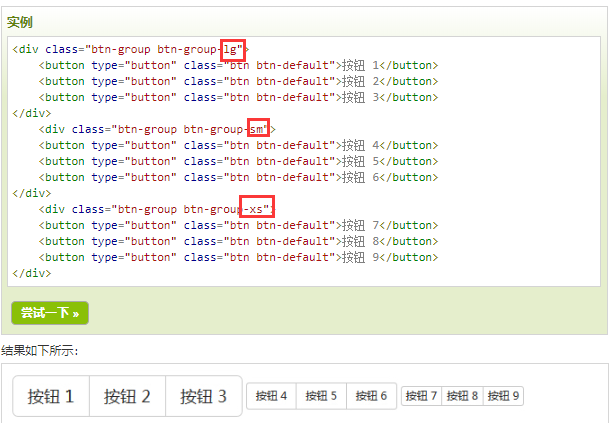 实例
<div class="btn-group btn-group-lg">
<button type="button" class="btn btn-default">按钮 1</button>
<button type="button" class="btn btn-default">按钮 2</button>
<button type="button" class="btn btn-default">按钮 3</button>
</div>
<div class="btn-group btn-group-sm">
<button type="button" class="btn btn-default">按钮 4</button>
<button type="button" class="btn btn-default">按钮 5</button>
<button type="button" class="btn btn-default">按钮 6</button>
</div>
<div class="btn-group btn-group-xs">
<button type="button" class="btn btn-default">按钮 7</button>
<button type="button" class="btn btn-default">按钮 8</button>
<button type="button" class="btn btn-default">按钮 9</button>
</div>
尝试一下 »
结果如下所示:
按钮 1 按钮 2 按钮 3 按钮 4 按钮 5 按钮 6 按钮 7 按钮 8 按钮 9